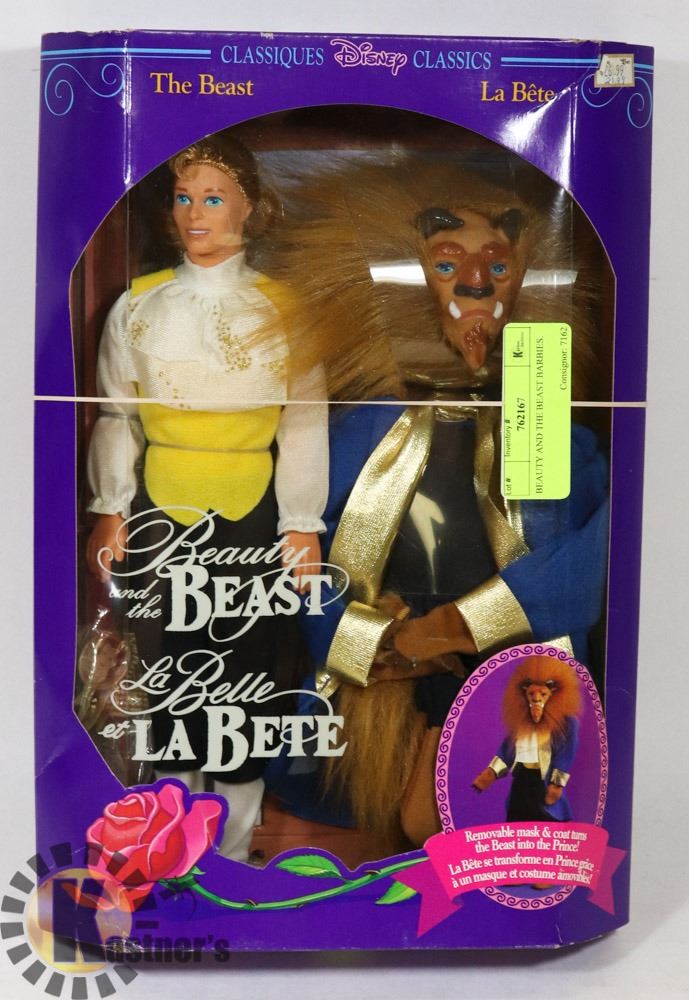 CLASSIQUES DISNEY CLASSICS
The Beast
La Bête
Lot #
Inventory #
762167
BEAUTY AND THE BEAST BARBIES.
Consignor: 7162
Beauty
and the BEAST
La Belle
et LA BETE
Removable mask & coat turns
the Beast into the Prince!
La Bête se transforme en Prince grâce
à un masque et costume amovibles!
Kastner's